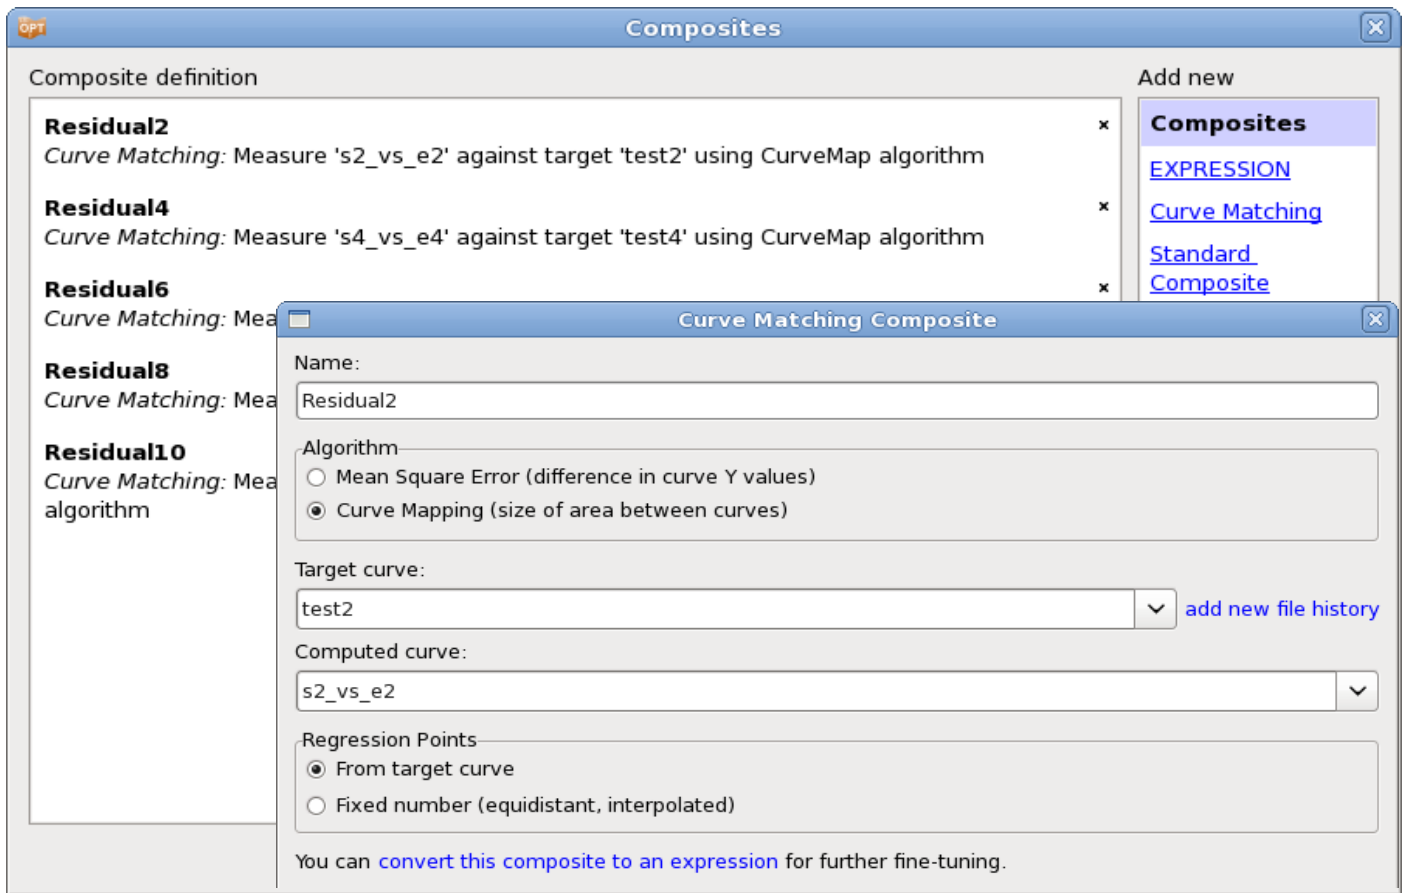 OPT
Composites
Composite definition
Add new
Residual2
Curve Matching: Measure 's2_vs_e2' against target 'test2' using CurveMap algorithm
Residual4
Curve Matching: Measure 's4_vs_e4' against target 'test4' using CurveMap algorithm
Residual6
Curve Matching: Mea
Residual8
Curve Matching: Mea
Residual10
Curve Matching: Mea
algorithm
Composites
EXPRESSION
Curve Matching
Standard
Composite
Curve Matching Composite
Name:
Residual2
Algorithm
Mean Square Error (difference in curve Y values)
Curve Mapping (size of area between curves)
Target curve:
test2
add new file history
Computed curve:
s2_vs_e2
Regression Points
From target curve
Fixed number (equidistant, interpolated)
You can convert this composite to an expression for further fine-tuning.